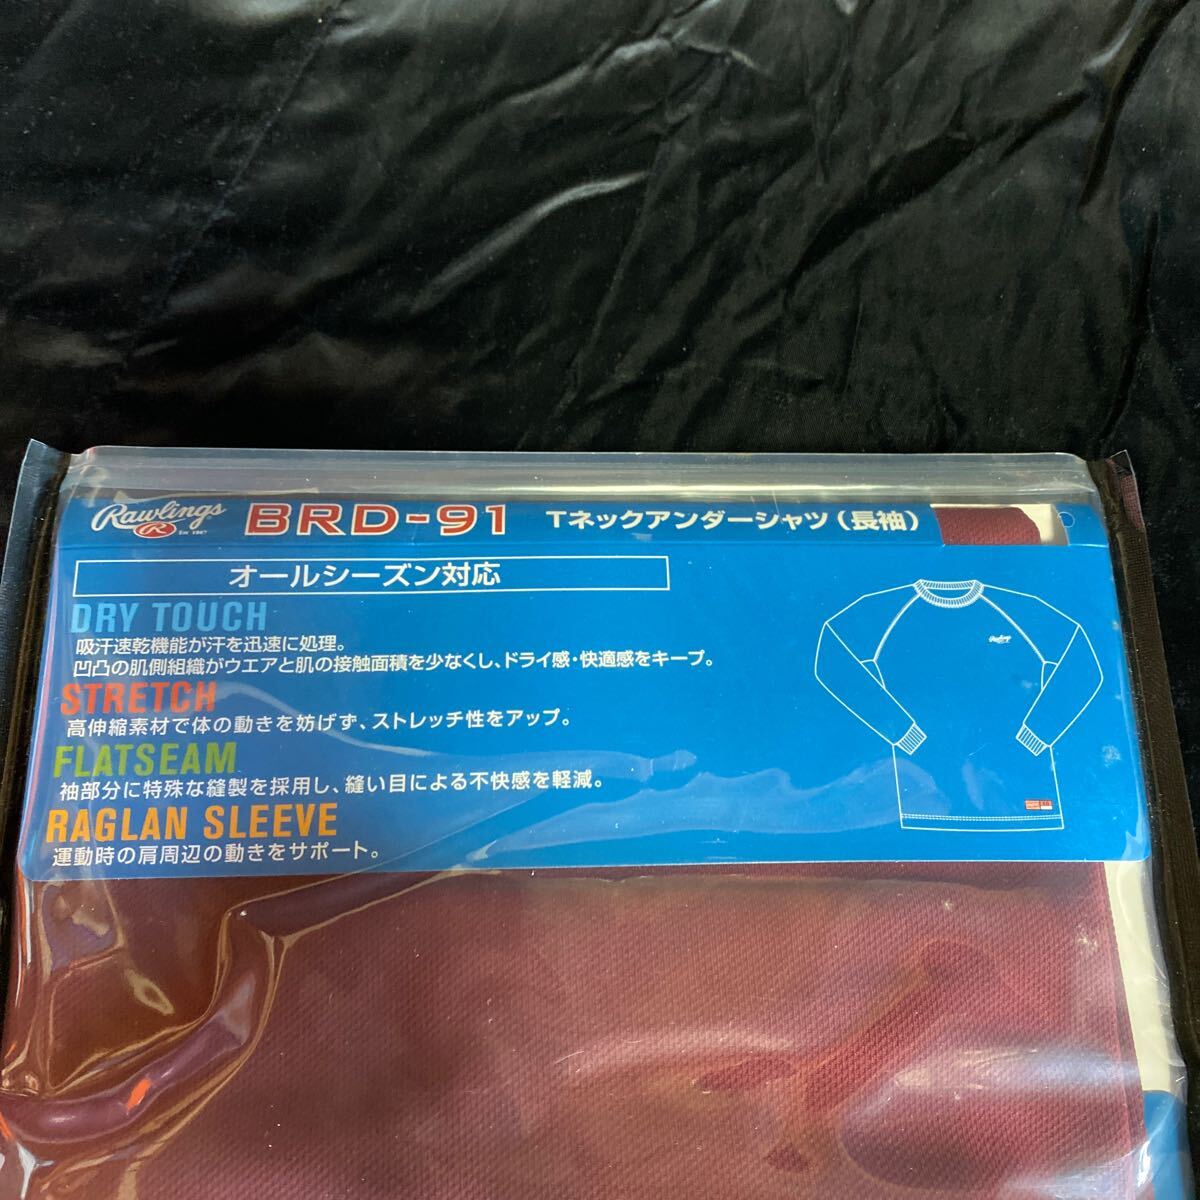 Rawlings BRD-91 Tネックアンダーシャツ(長袖)
R
オールシーズン対応
DRY TOUCH
吸汗速乾機能が汗を迅速に処理。
凹凸の肌側組織がウエアと肌の接触面積を少なくし、ドライ感・快適感をキープ。
STRETCH
高伸縮素材で体の動きを妨げず、ストレッチ性をアップ。
FLATSEAM
袖部分に特殊な縫製を採用し、縫い目による不快感を軽減。
RAGLAN SLEEVE
運動時の肩周辺の動きをサポート。
Rawlings